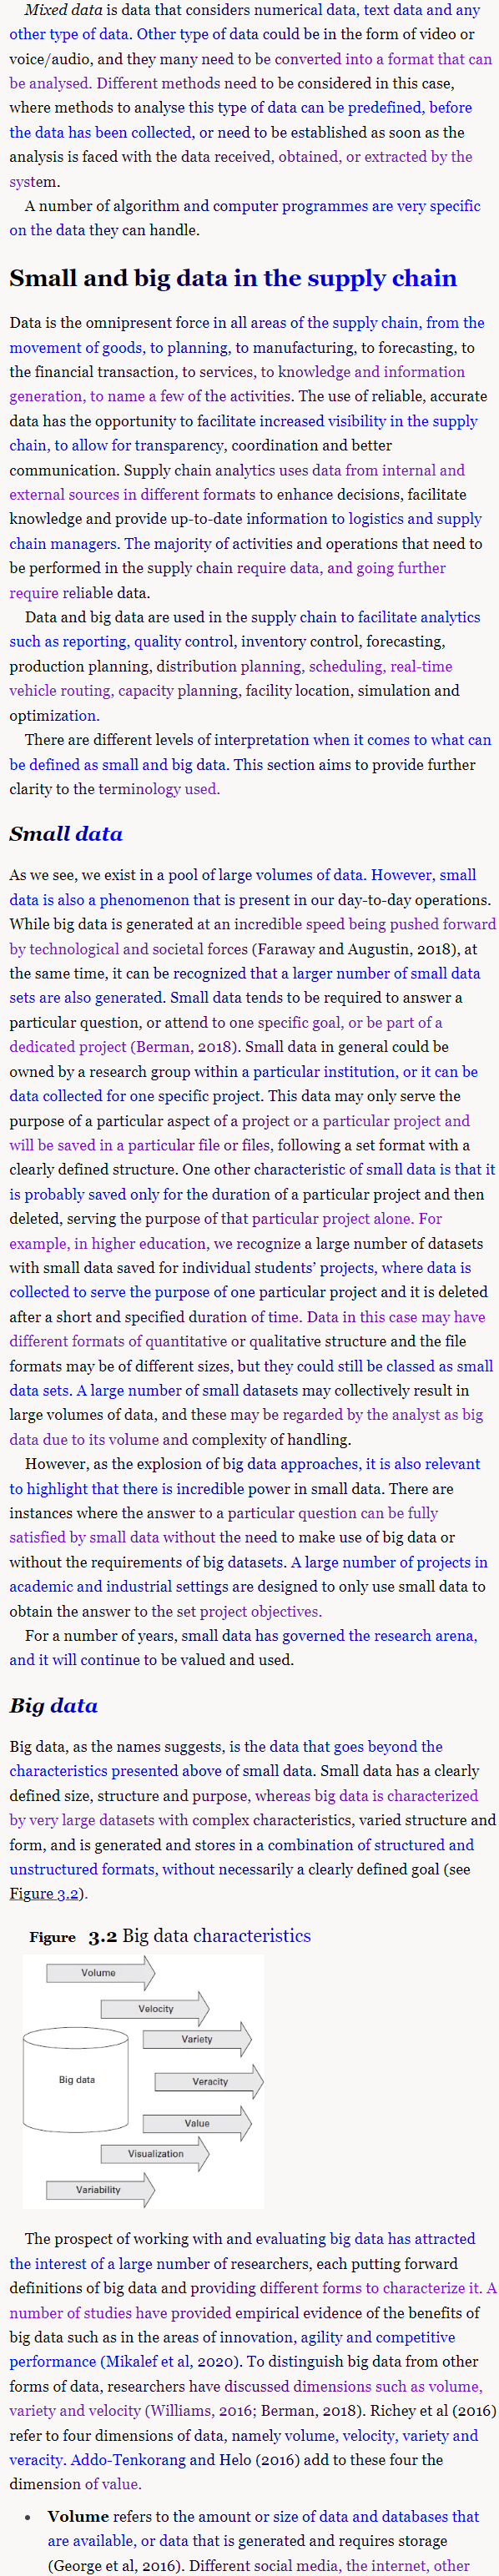 Mixed data is data that considers numerical data, text data and any
other type of data. Other type of data could be in the form of video or
voice/audio, and they many need to be converted into a format that can
be analysed. Different methods need to be considered in this case,
where methods to analyse this type of data can be predefined, before
the data has been collected, or need to be established as soon as the
analysis is faced with the data received, obtained, or extracted by the
system.
A number of algorithm and computer programmes are very specific
on the data they can handle.
Small and big data in the supply chain
Data is the omnipresent force in all areas of the supply chain, from the
movement of goods, to planning, to manufacturing, to forecasting, to
the financial transaction, to services, to knowledge and information
generation, to name a few of the activities. The use of reliable, accurate
data has the opportunity to facilitate increased visibility in the supply
chain, to allow for transparency, coordination and better
communication. Supply chain analytics uses data from internal and
external sources in different formats to enhance decisions, facilitate
knowledge and provide up-to-date information to logistics and supply
chain managers. The majority of activities and operations that need to
be performed in the supply chain require data, and going further
require reliable data.
Data and big data are used in the supply chain to facilitate analytics
such as reporting, quality control, inventory control, forecasting,
production planning, distribution planning, scheduling, real-time
vehicle routing, capacity planning, facility location, simulation and
optimization.
There are different levels of interpretation when it comes to what can
be defined as small and big data. This section aims to provide further
clarity to the terminology used.
Small data
As we see, we exist in a pool of large volumes of data. However, small
data is also a phenomenon that is present in our day-to-day operations.
While big data is generated at an incredible speed being pushed forward
by technological and societal forces (Faraway and Augustin, 2018), at
the same time, it can be recognized that a larger number of small data
sets are also generated. Small data tends to be required to answer a
particular question, or attend to one specific goal, or be part of a
dedicated project (Berman, 2018). Small data in general could be
owned by a research group within a particular institution, or it can be
data collected for one specific project. This data may only serve the
purpose of a particular aspect of a project or a particular project and
will be saved in a particular file or files, following a set format with a
clearly defined structure. One other characteristic of small data is that it
is probably saved only for the duration of a particular project and then
deleted, serving the purpose of that particular project alone. For
example, in higher education, we recognize a large number of datasets
with small data saved for individual students' projects, where data is
collected to serve the purpose of one particular project and it is deleted
after a short and specified duration of time. Data in this case may have
different formats of quantitative or qualitative structure and the file
formats may be of different sizes, but they could still be classed as small
data sets. A large number of small datasets may collectively result in
large volumes of data, and these may be regarded by the analyst as big
data due to its volume and complexity of handling.
However, as the explosion of big data approaches, it is also relevant
to highlight that there is incredible power in small data. There are
instances where the answer to a particular question can be fully
satisfied by small data without the need to make use of big data or
without the requirements of big datasets. A large number of projects in
academic and industrial settings are designed to only use small data to
obtain the answer to the set project objectives.
For a number of years, small data has governed the research arena,
and it will continue to be valued and used.
Big data
Big data, as the names suggests, is the data that goes beyond the
characteristics presented above of small data. Small data has a clearly
defined size, structure and purpose, whereas big data is characterized
by very large datasets with complex characteristics, varied structure and
form, and is generated and stores in a combination of structured and
unstructured formats, without necessarily a clearly defined goal (see
Figure 3.2).
Figure 3.2 Big data characteristics
Volume
Velocity
Variety
Big data
Veracity
Value
Visualization
Variability
The prospect of working with and evaluating big data has attracted
the interest of a large number of researchers, each putting forward
definitions of big data and providing different forms to characterize it. A
number of studies have provided empirical evidence of the benefits of
big data such as in the areas of innovation, agility and competitive
performance (Mikalef et al, 2020). To distinguish big data from other
forms of data, researchers have discussed dimensions such as volume,
variety and velocity (Williams, 2016; Berman, 2018). Richey et al (2016)
refer to four dimensions of data, namely volume, velocity, variety and
veracity. Addo-Tenkorang and Helo (2016) add to these four the
dimension of value.
• Volume refers to the amount or size of data and databases that
are available, or data that is generated and requires storage
(George et al, 2016). Different social media, the internet, other